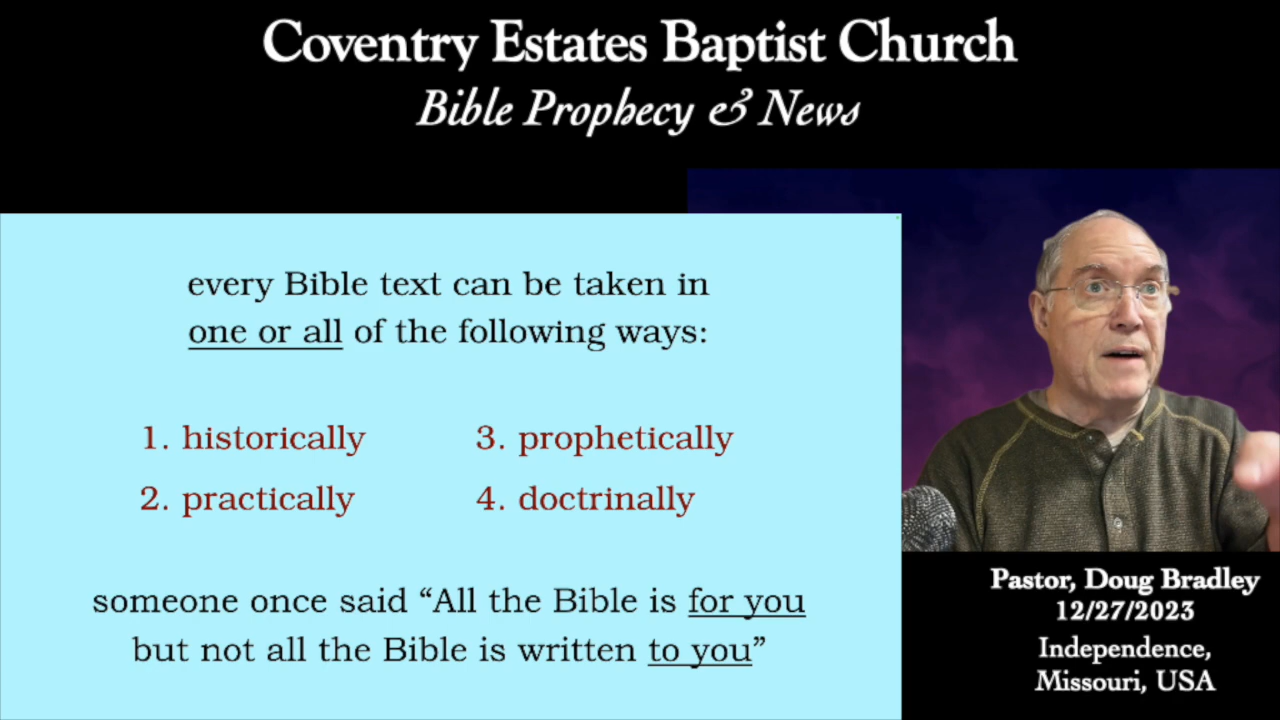 Coventry Estates Baptist Church
Bible Prophecy & News
every Bible text can be taken in
one or all of the following ways:
1. historically
2. practically
3. prophetically
4. doctrinally
someone once said “All the Bible is for you
but not all the Bible is written to you”
Pastor, Doug Bradley
12/27/2023
Independence,
Missouri, USA